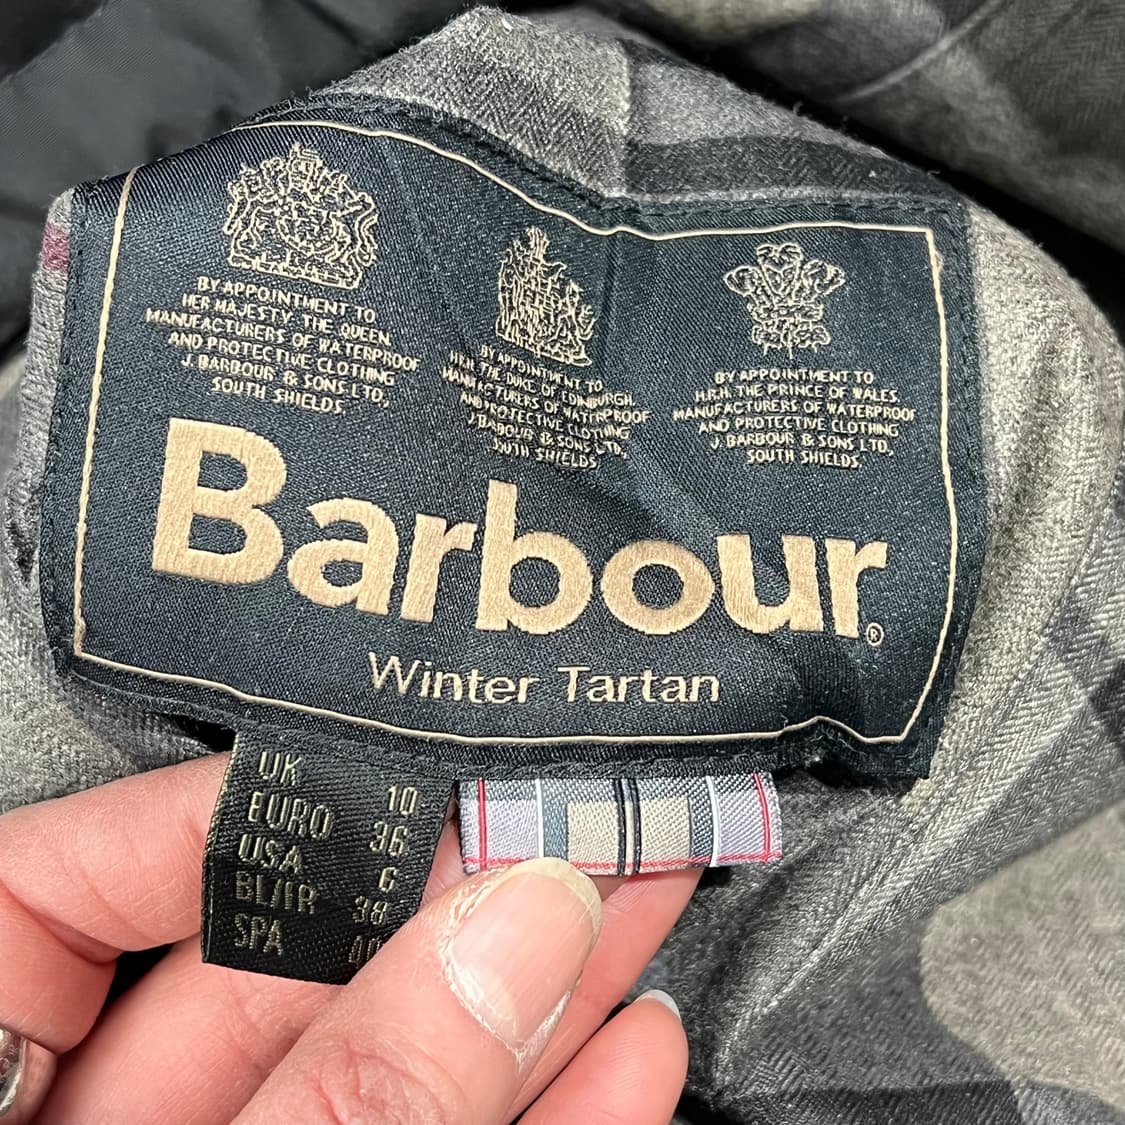 BY APPOINTMENT TO
HER MAJESTY THE QUEEN
MANUFACTURERS OF WATERPROOF
AND PROTECTIVE CLOTHING
J. BARBOUR & SONS LTD,
SOUTH SHIELDS.
BY APPOINTMENT TO
H.R.H. THE DUKE OF EDINBURGH,
MANUFACTURERS OF WATERPROOF
AND PROTECTIVE CLOTHING
J. BARBOUR & SONS LTD,
SOUTH SHIELDS
BY APPOINTMENT TO
H.R.H. THE PRINCE OF WALES,
MANUFACTURERS OF WATERPROOF
AND PROTECTIVE CLOTHING
J. BARBOUR & SONS LTD,
SOUTH SHIELDS.
Barbour®
Winter Tartan
UK 10
EURO 36
USA 6
BL/FR 38
SPA